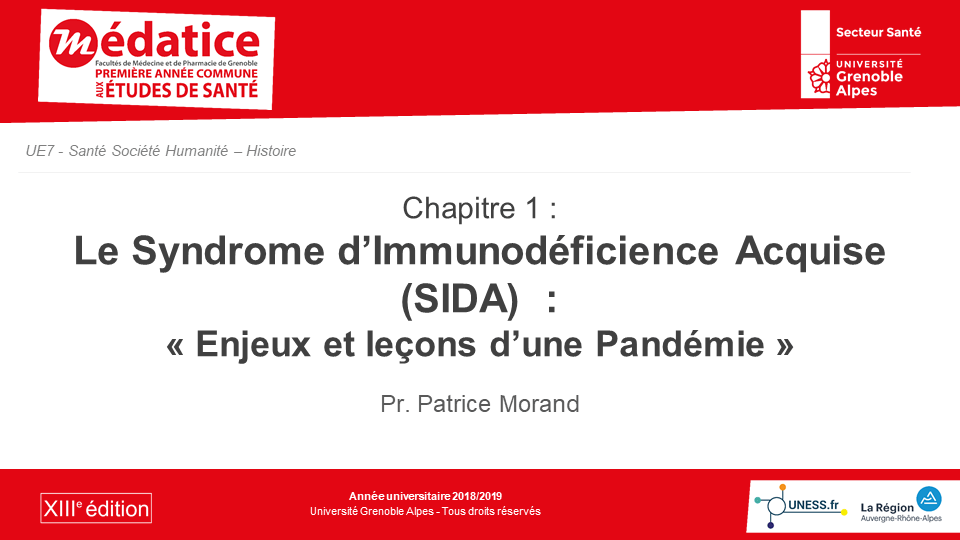 médatice
Facultés de Médecine et de Pharmacie de Grenoble
PREMIÈRE ANNÉE COMMUNE
AUX ÉTUDES DE SANTÉ
Secteur Santé
UNIVERSITÉ
Grenoble
Alpes
UE7 - Santé Société Humanité – Histoire
Chapitre 1 :
Le Syndrome d’Immunodéficience Acquise
(SIDA) :
« Enjeux et leçons d’une Pandémie »
Pr. Patrice Morand
XIIIe édition
Année universitaire 2018/2019
Université Grenoble Alpes - Tous droits réservés
UNESS.fr
La Région
Auvergne-Rhône-Alpes